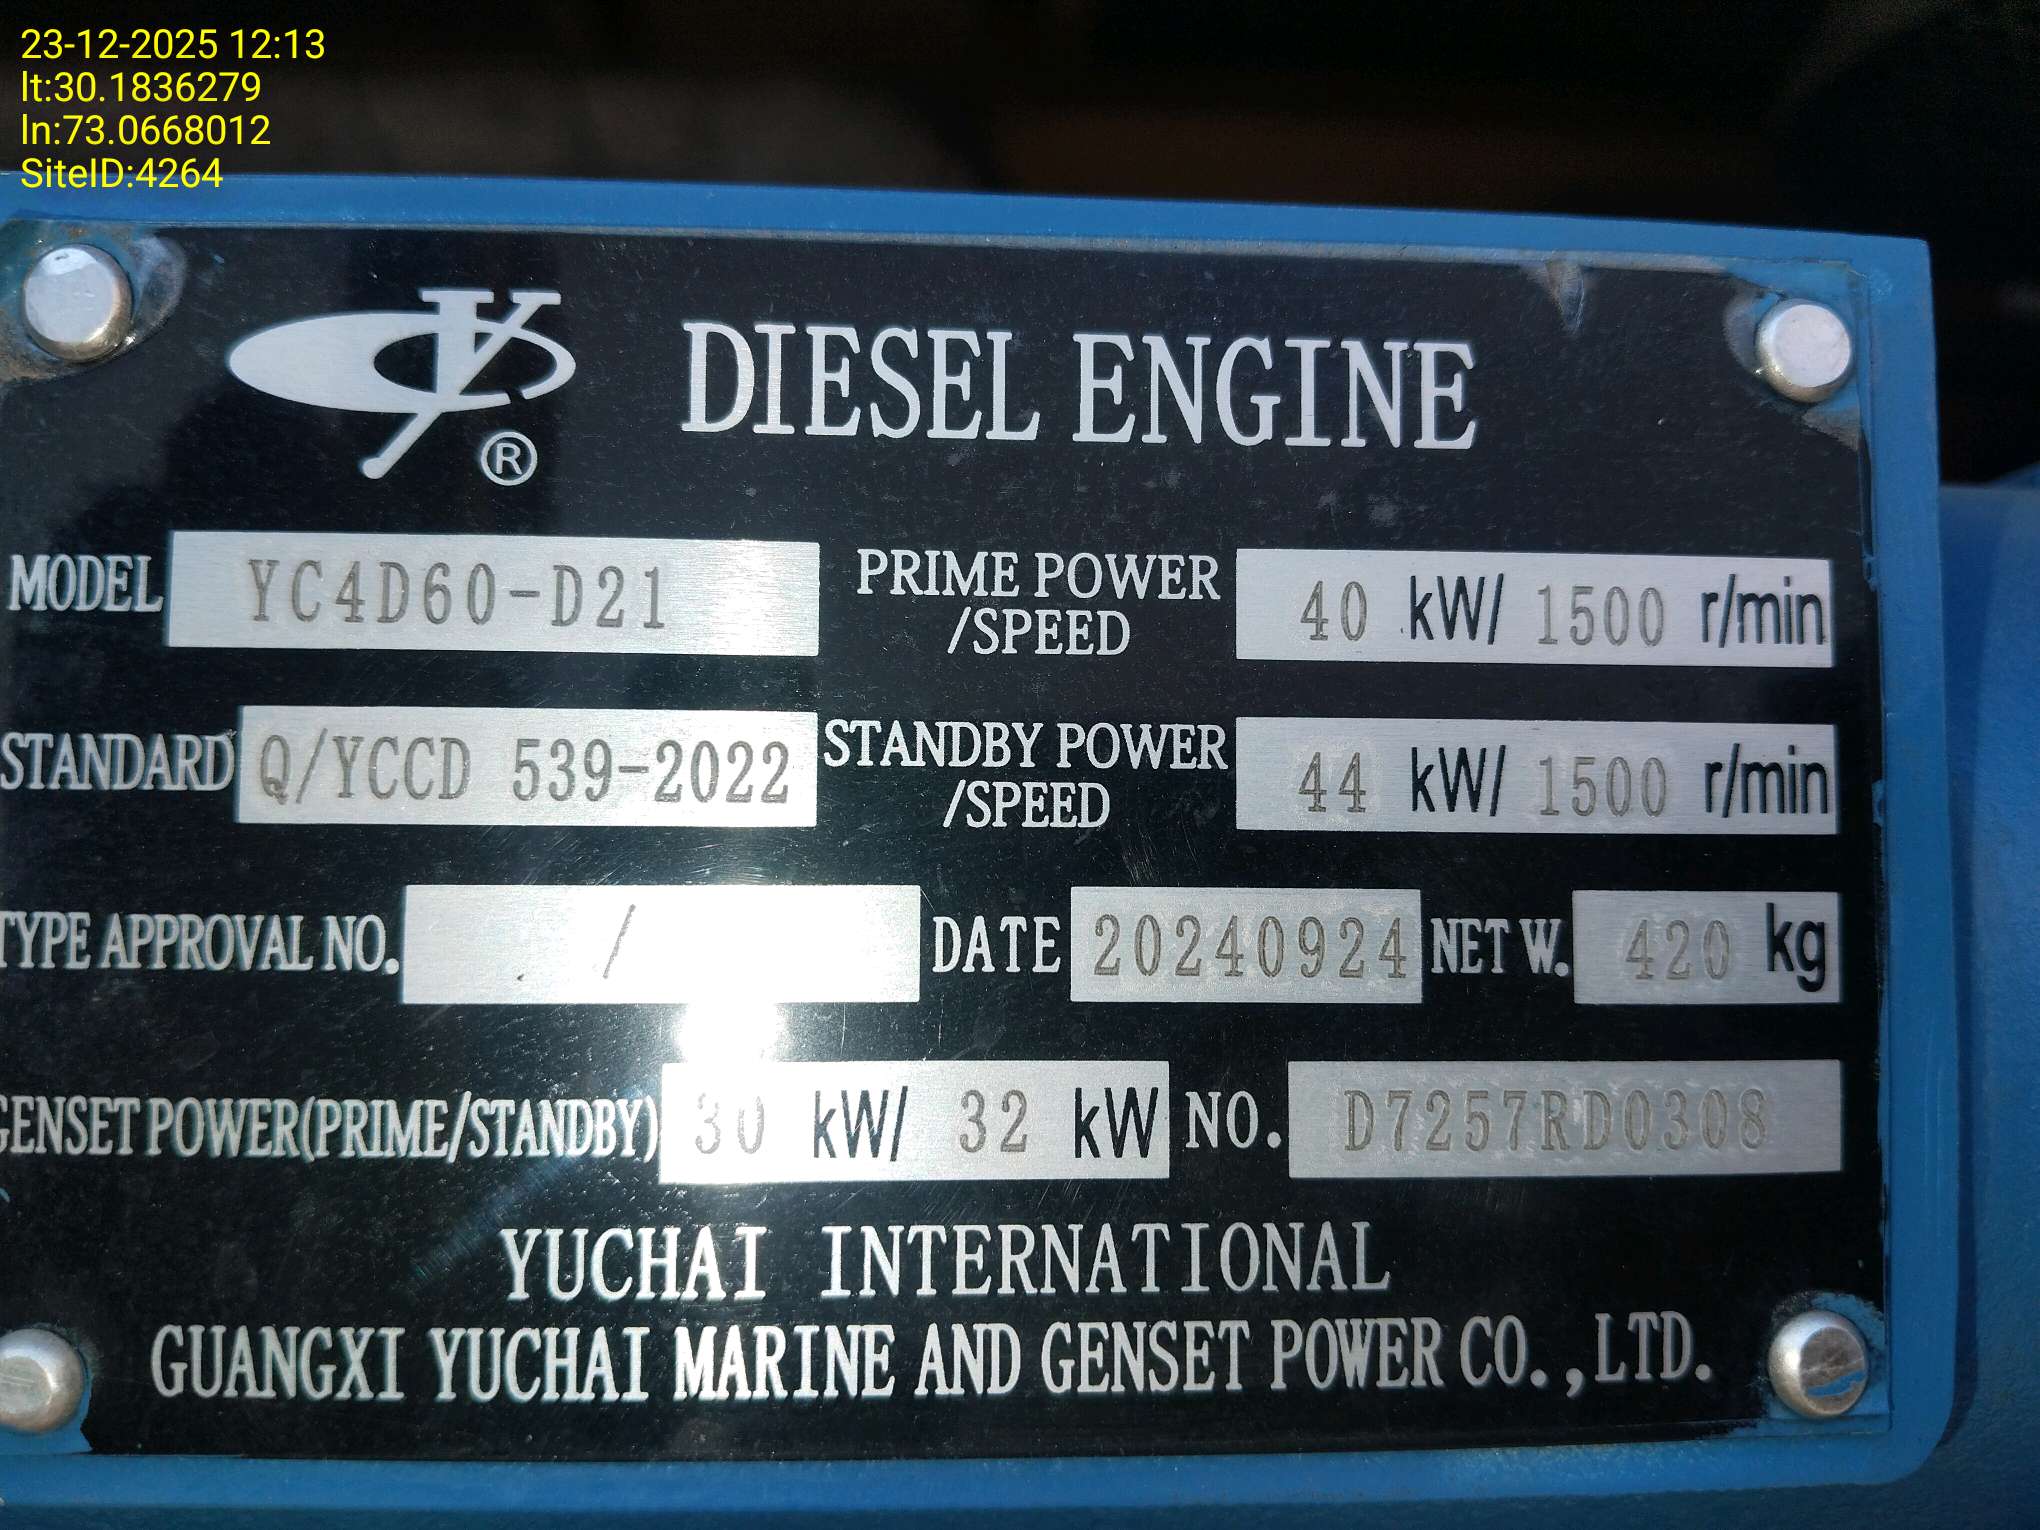 23-12-2025 12:13
lt:30.1836279
ln:73.0668012
SiteID:4264
® DIESEL ENGINE
MODEL YC4D60-D21 PRIME POWER /SPEED 40 kW/ 1500 r/min
STANDARD Q/YCCD 539-2022 STANDBY POWER /SPEED 44 kW/ 1500 r/min
TYPE APPROVAL NO. / DATE 20240924 NET W. 420 kg
GENSET POWER(PRIME/STANDBY) 30 kW/ 32 kW NO. D7257RD0308
YUCHAI INTERNATIONAL
GUANGXI YUCHAI MARINE AND GENSET POWER CO.,LTD.